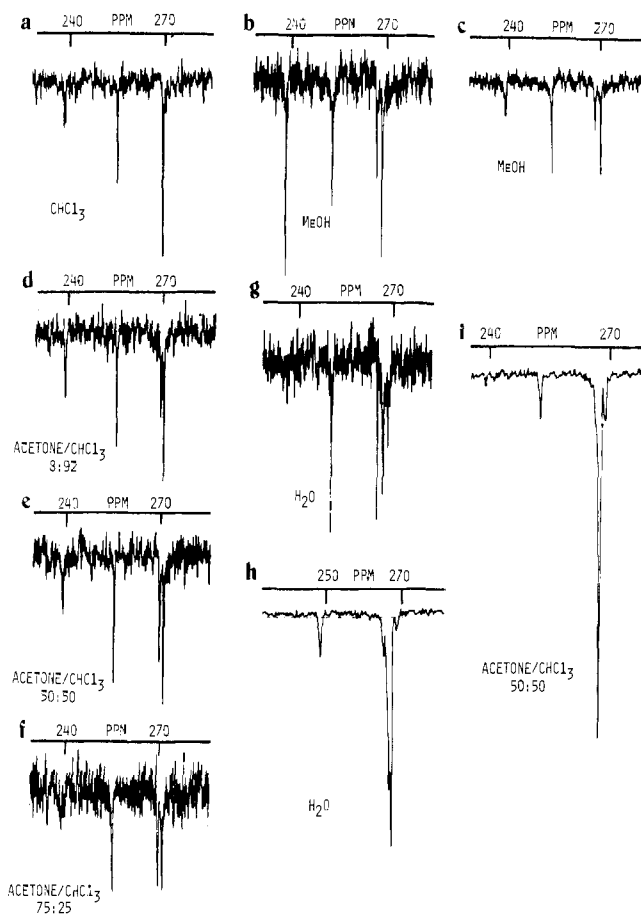 a
240 PPM 270
CHCl3
b
240 PPM 270
MeOH
c
240 PPM 270
MeOH
d
240 PPM 270
ACETONE/CHCl3
8:92
e
240 PPM 270
ACETONE/CHCl3
50:50
f
240 PPM 270
ACETONE/CHCl3
75:25
g
240 PPM 270
H2O
h
250 PPM 270
H2O
i
240 PPM 270
ACETONE/CHCl3
50:50